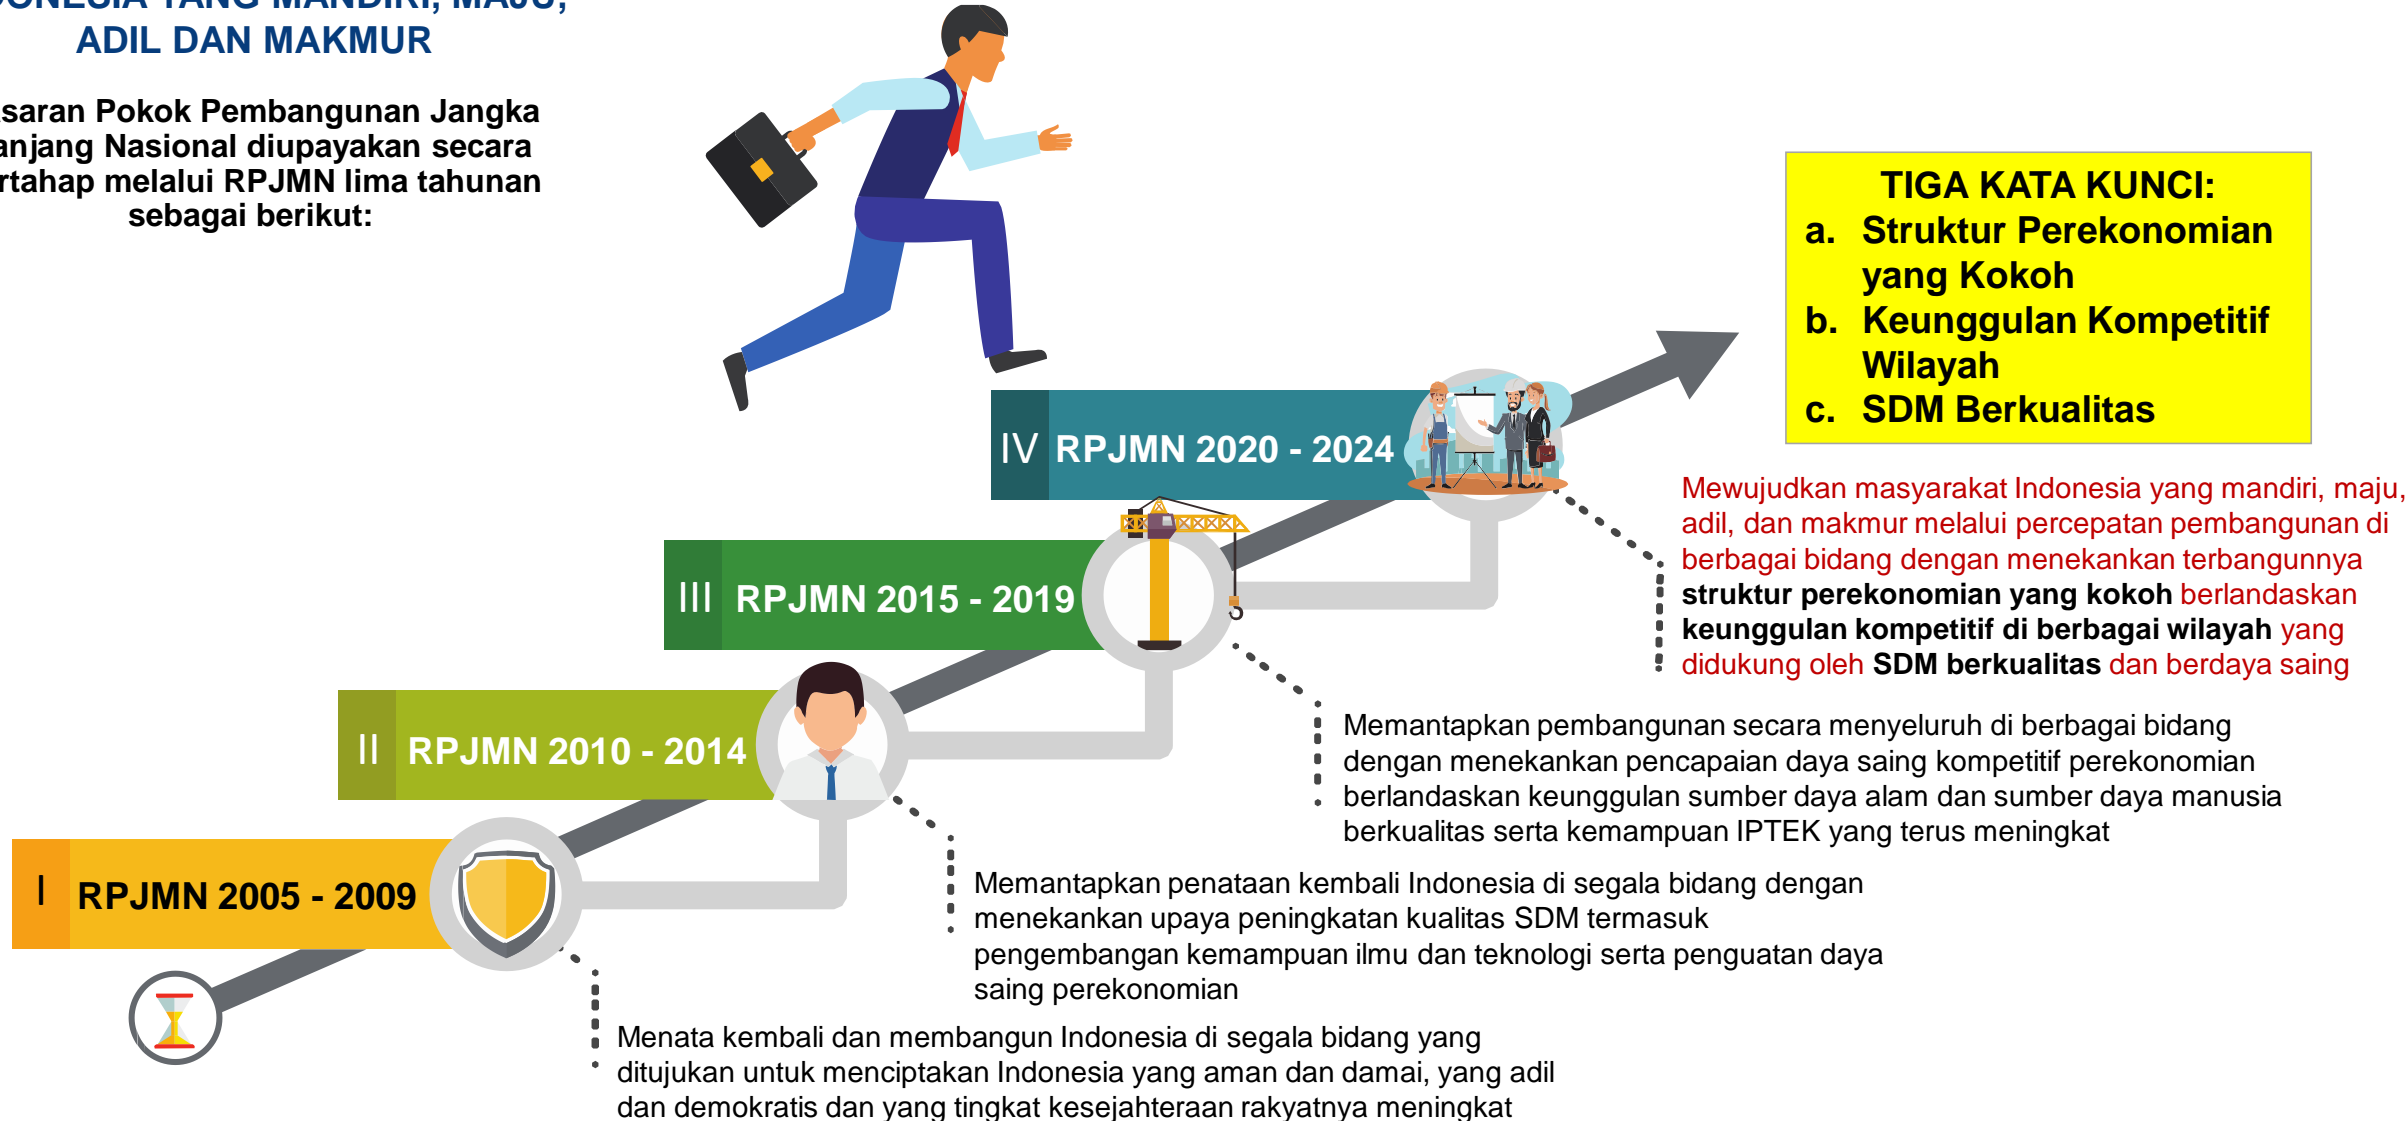 YANG MANDIRI, MAJU,
ADIL DAN MAKMUR
Pokok Pembangunan Jangka
Nasional diupayakan secara
melalui RPJMN lima tahunan
sebagai berikut:
TIGA KATA KUNCI:
a. Struktur Perekonomian
yang Kokoh
b. Keunggulan Kompetitif
Wilayah
c. SDM Berkualitas
IV RPJMN 2020 - 2024
Mewujudkan masyarakat Indonesia yang mandiri, maju,
adil, dan makmur melalui percepatan pembangunan di
berbagai bidang dengan menekankan terbangunnya
struktur perekonomian yang kokoh berlandaskan
keunggulan kompetitif di berbagai wilayah yang
didukung oleh SDM berkualitas dan berdaya saing
III RPJMN 2015 - 2019
Memantapkan pembangunan secara menyeluruh di berbagai bidang
dengan menekankan pencapaian daya saing kompetitif perekonomian
berlandaskan keunggulan sumber daya alam dan sumber daya manusia
berkualitas serta kemampuan IPTEK yang terus meningkat
II RPJMN 2010 - 2014
Memantapkan penataan kembali Indonesia di segala bidang dengan
menekankan upaya peningkatan kualitas SDM termasuk
pengembangan kemampuan ilmu dan teknologi serta penguatan daya
saing perekonomian
I RPJMN 2005 - 2009
Menata kembali dan membangun Indonesia di segala bidang yang
ditujukan untuk menciptakan Indonesia yang aman dan damai, yang adil
dan demokratis dan yang tingkat kesejahteraan rakyatnya meningkat